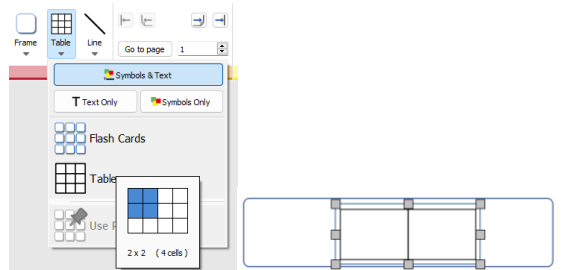 Frame
Table
Line
Go to page 1
Symbols & Text
T Text Only
Symbols Only
Flash Cards
Table
Use
2 x 2 ( 4 cells )